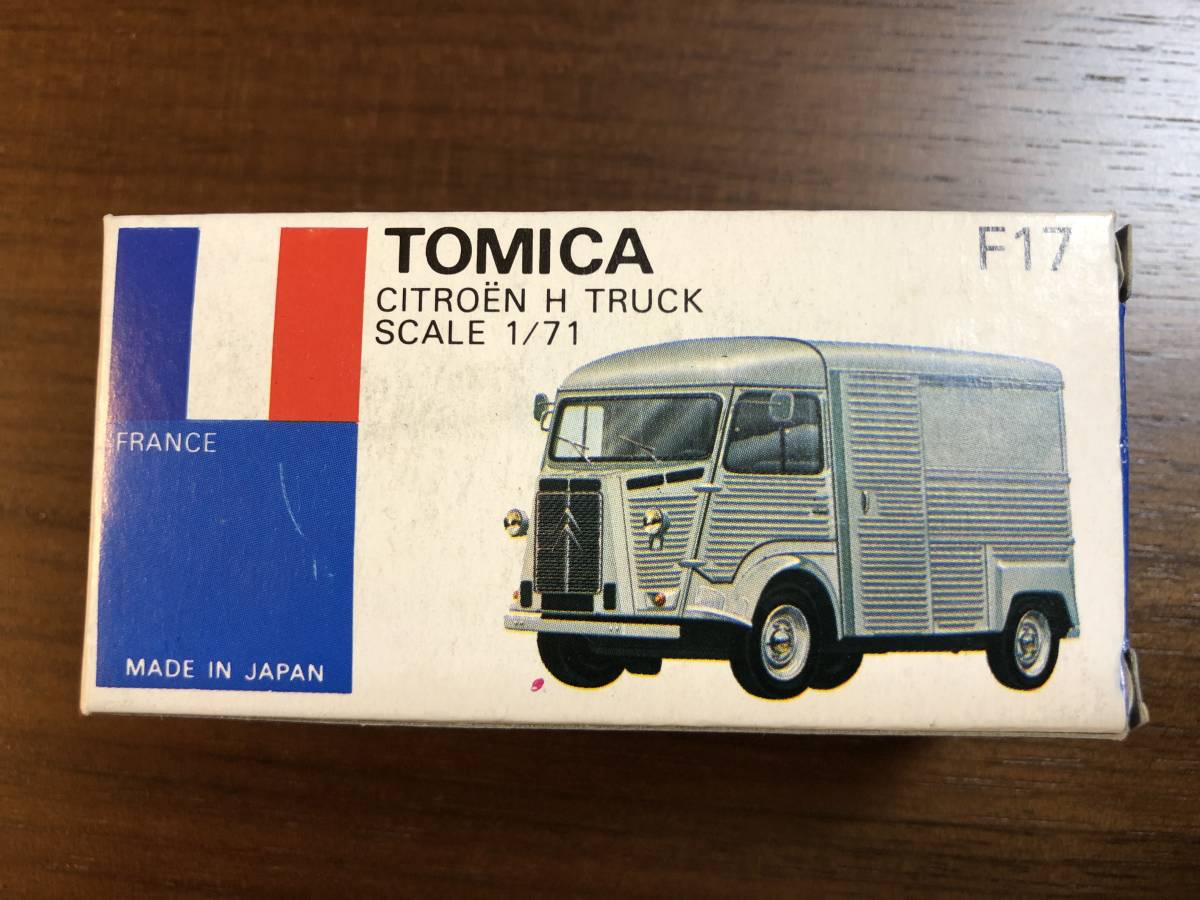 TOMICA
F17
CITROËN H TRUCK
SCALE 1/71
FRANCE
MADE IN JAPAN